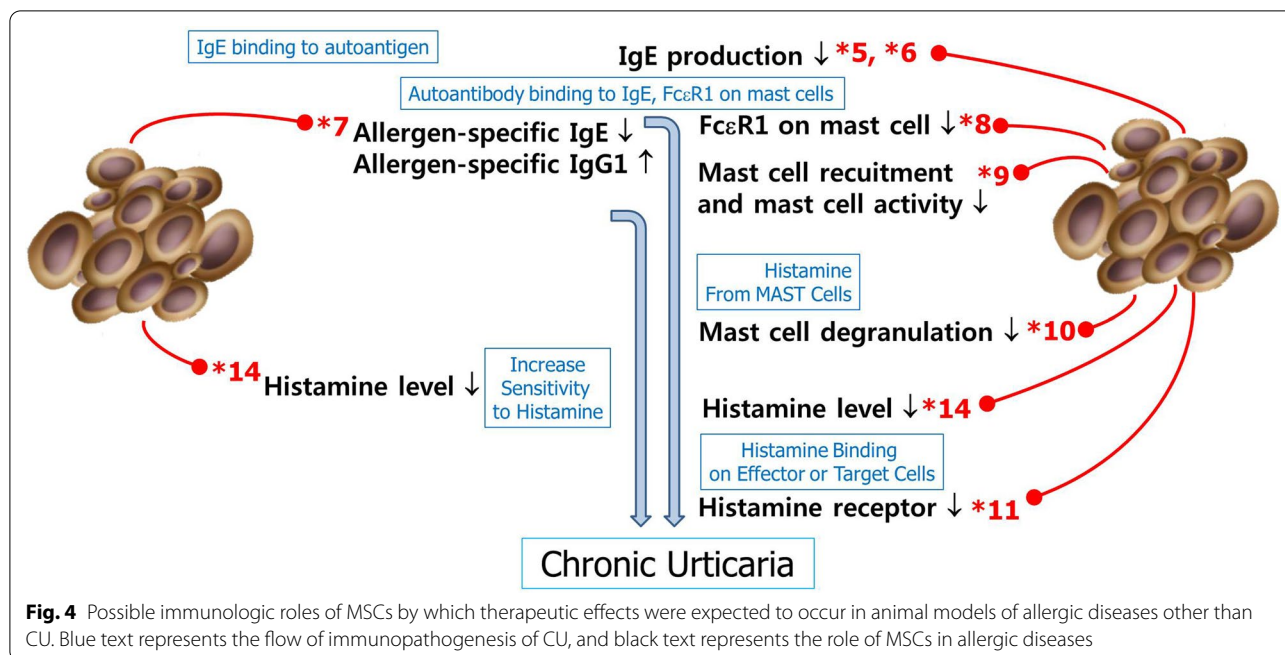 IgE binding to autoantigen
IgE production ↓ *5, *6
Autoantibody binding to IgE, FcεR1 on mast cells
*7 Allergen-specific IgE ↓
Allergen-specific IgG1 ↑
FcεR1 on mast cell ↓ *8
Mast cell recruitment *9
and mast cell activity ↓
Histamine
From MAST Cells
Mast cell degranulation ↓ *10
*14 Histamine level ↓
Increase
Sensitivity
to Histamine
Histamine level ↓ *14
Histamine Binding
on Effector or Target Cells
Histamine receptor ↓ *11
Chronic Urticaria
Fig. 4 Possible immunologic roles of MSCs by which therapeutic effects were expected to occur in animal models of allergic diseases other than
CU. Blue text represents the flow of immunopathogenesis of CU, and black text represents the role of MSCs in allergic diseases